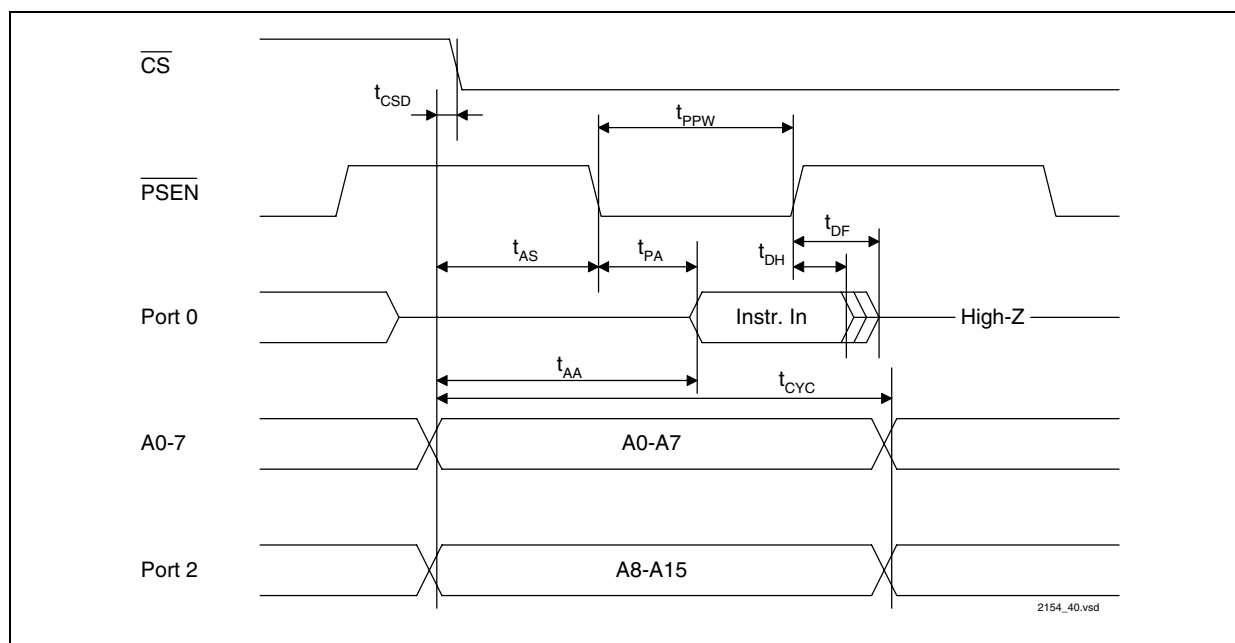 CS
tCSD
tPPW
PSEN
tDF
tAS
tPA
tDH
Port 0
Instr. In
High-Z
tAA
tCYC
A0-7
A0-A7
Port 2
A8-A15
2154_40.vsd